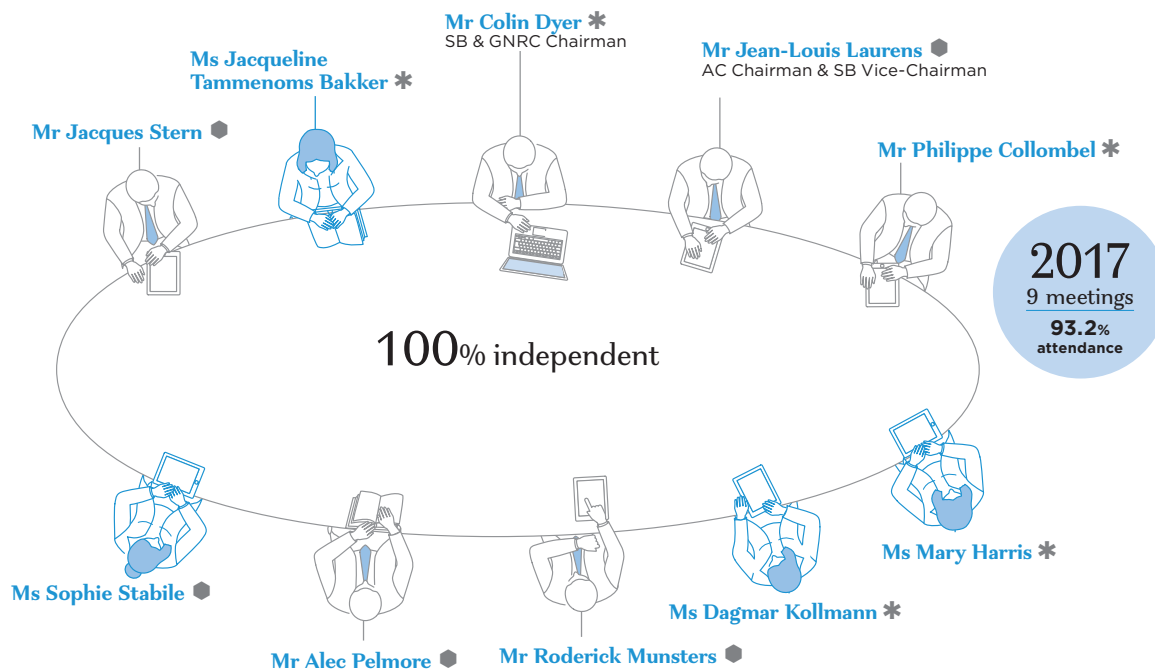 Mr Colin Dyer *
SB & GNRC Chairman
Mr Jean-Louis Laurens
AC Chairman & SB Vice-Chairman
Ms Jacqueline
Tammenoms Bakker *
Mr Jacques Stern
Mr Philippe Collombel *
2017
9 meetings
93.2%
attendance
100% independent
Ms Mary Harris *
Ms Sophie Stabile
Ms Dagmar Kollmann *
Mr Alec Pelmore
Mr Roderick Munsters